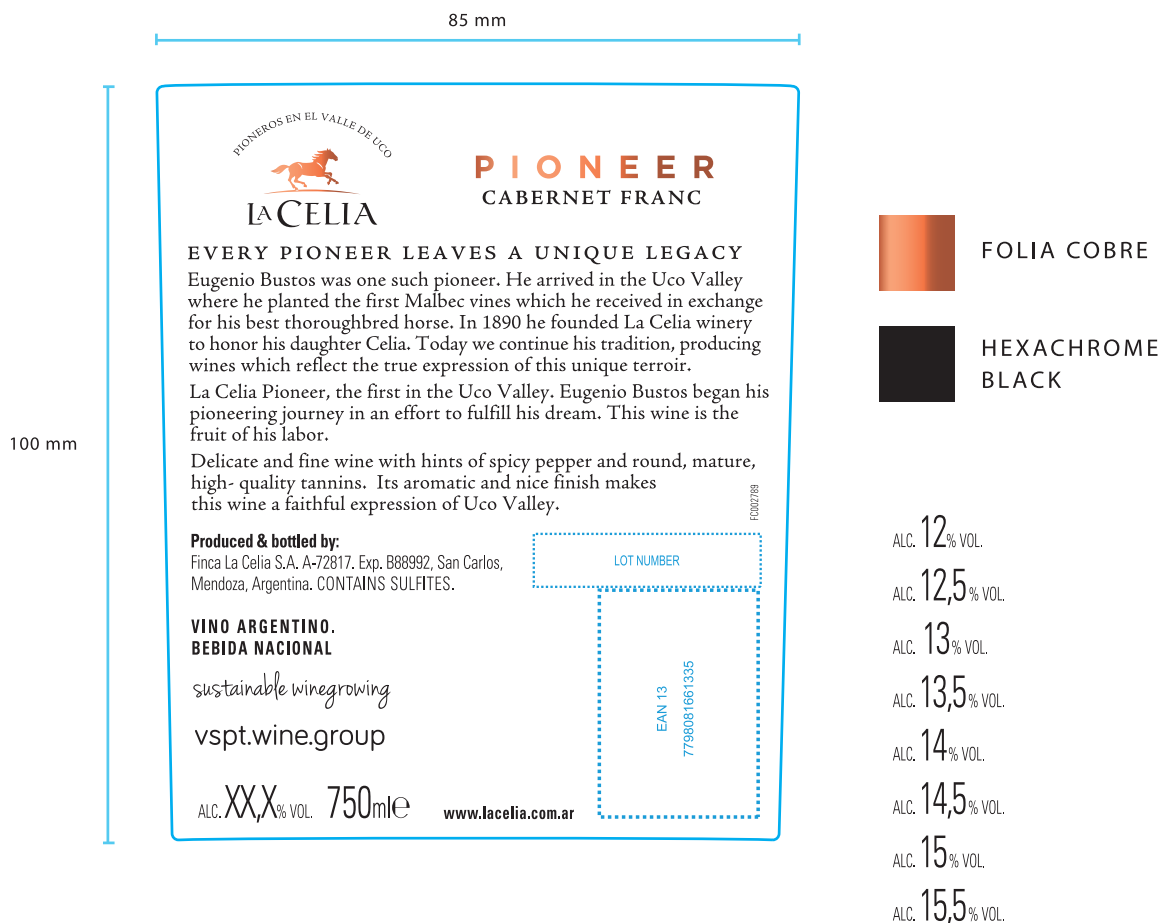 85 mm
100 mm
PIONEROS EN EL VALLE DE UCO
LA CELIA
PIONEER
CABERNET FRANC
EVERY PIONEER LEAVES A UNIQUE LEGACY
Eugenio Bustos was one such pioneer. He arrived in the Uco Valley
where he planted the first Malbec vines which he received in exchange
for his best thoroughbred horse. In 1890 he founded La Celia winery
to honor his daughter Celia. Today we continue his tradition, producing
wines which reflect the true expression of this unique terroir.
La Celia Pioneer, the first in the Uco Valley. Eugenio Bustos began his
pioneering journey in an effort to fulfill his dream. This wine is the
fruit of his labor.
Delicate and fine wine with hints of spicy pepper and round, mature,
high- quality tannins. Its aromatic and nice finish makes
this wine a faithful expression of Uco Valley.
FC002789
Produced & bottled by:
Finca La Celia S.A. A-72817. Exp. B88992, San Carlos,
Mendoza, Argentina. CONTAINS SULFITES.
LOT NUMBER
VINO ARGENTINO.
BEBIDA NACIONAL
sustainable winegrowing
vspt.wine.group
EAN 13
7798081661335
ALC. XX,X% VOL. 750ml℮
www.lacelia.com.ar
FOLIA COBRE
HEXACHROME
BLACK
ALC. 12% VOL.
ALC. 12,5% VOL.
ALC. 13% VOL.
ALC. 13,5% VOL.
ALC. 14% VOL.
ALC. 14,5% VOL.
ALC. 15% VOL.
ALC. 15,5% VOL.